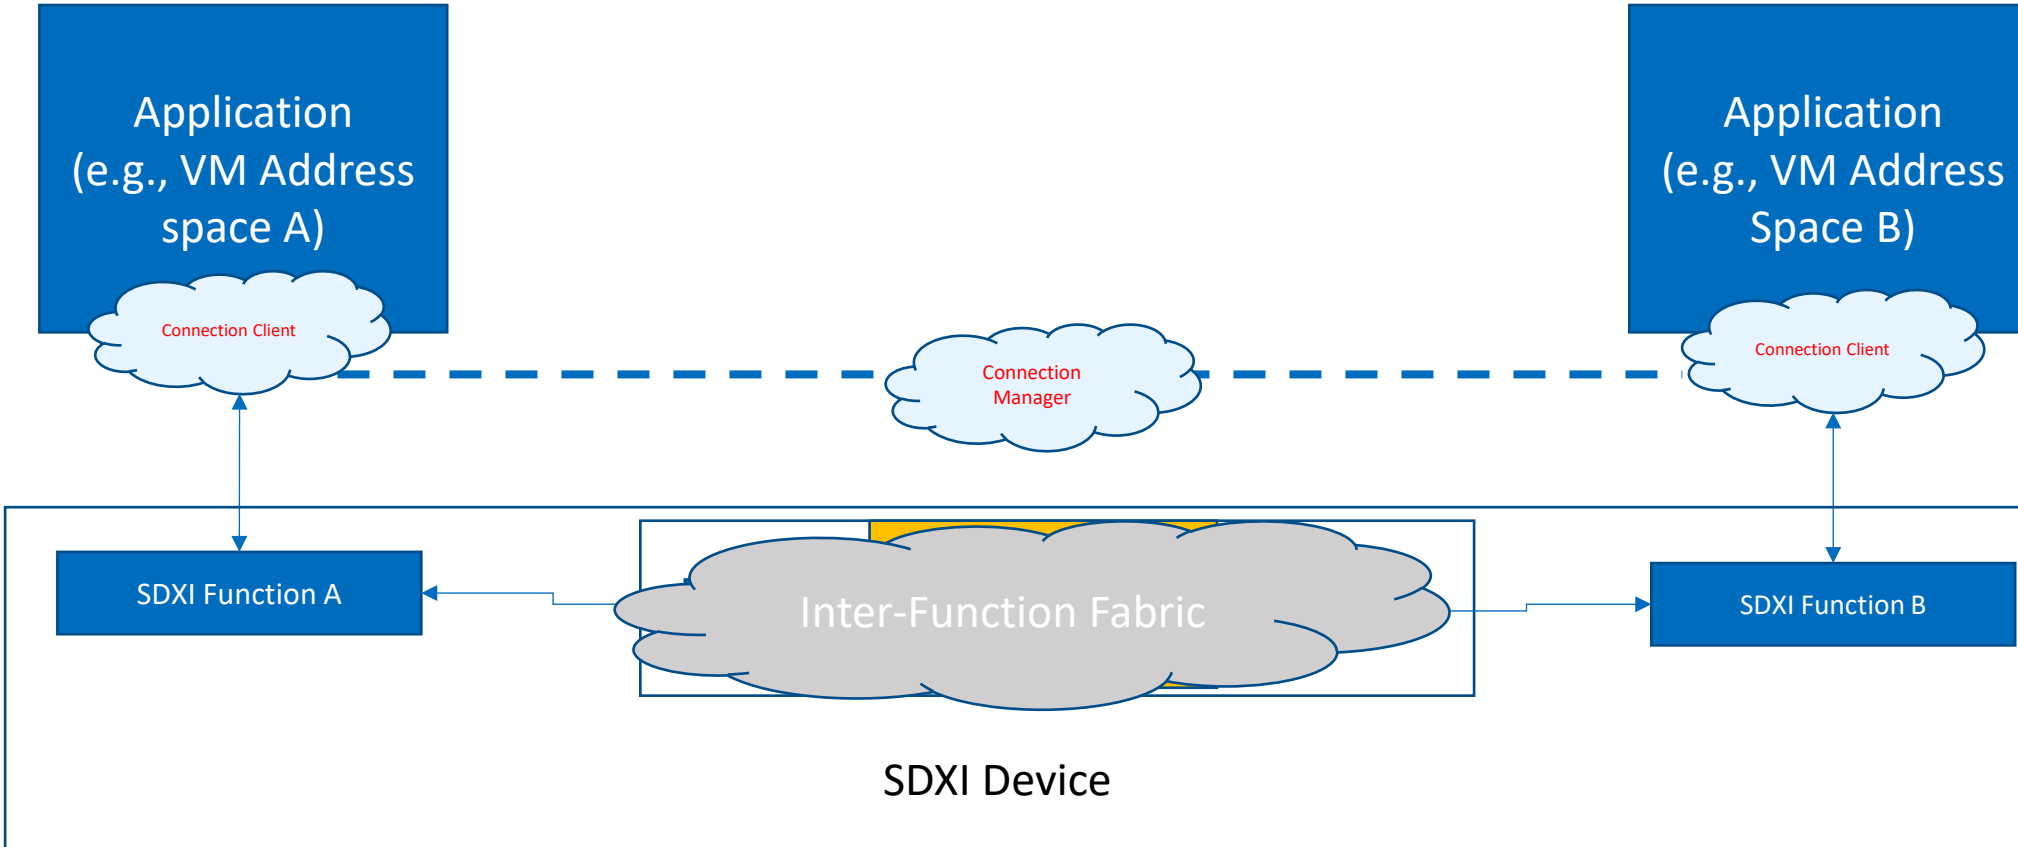 Application
(e.g., VM Address
space A)
Application
(e.g., VM Address
Space B)
Connection Client
Connection
Manager
Connection Client
SDXI Function A
Inter-Function Fabric
SDXI Function B
SDXI Device